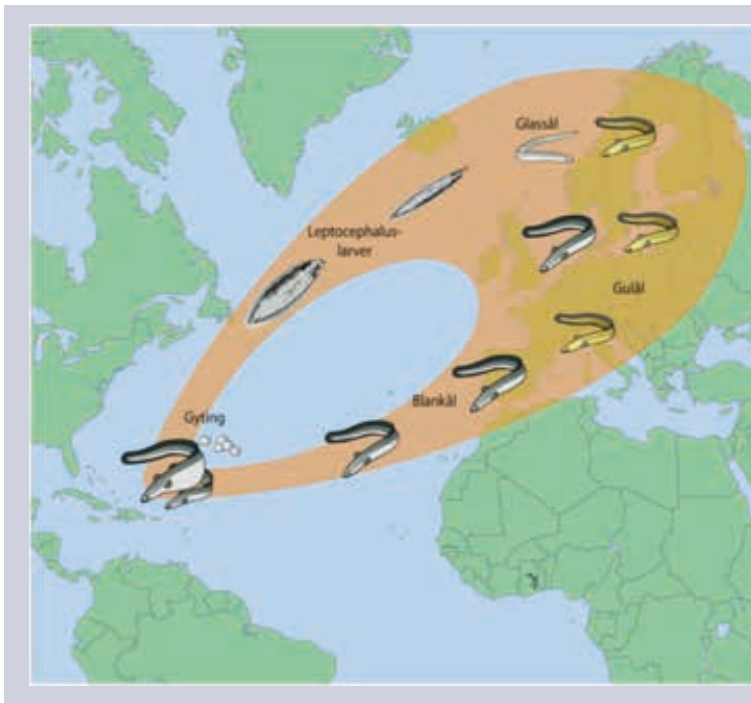 Glassål
Leptocephalus-
larver
Gulål
Blankål
Gyting